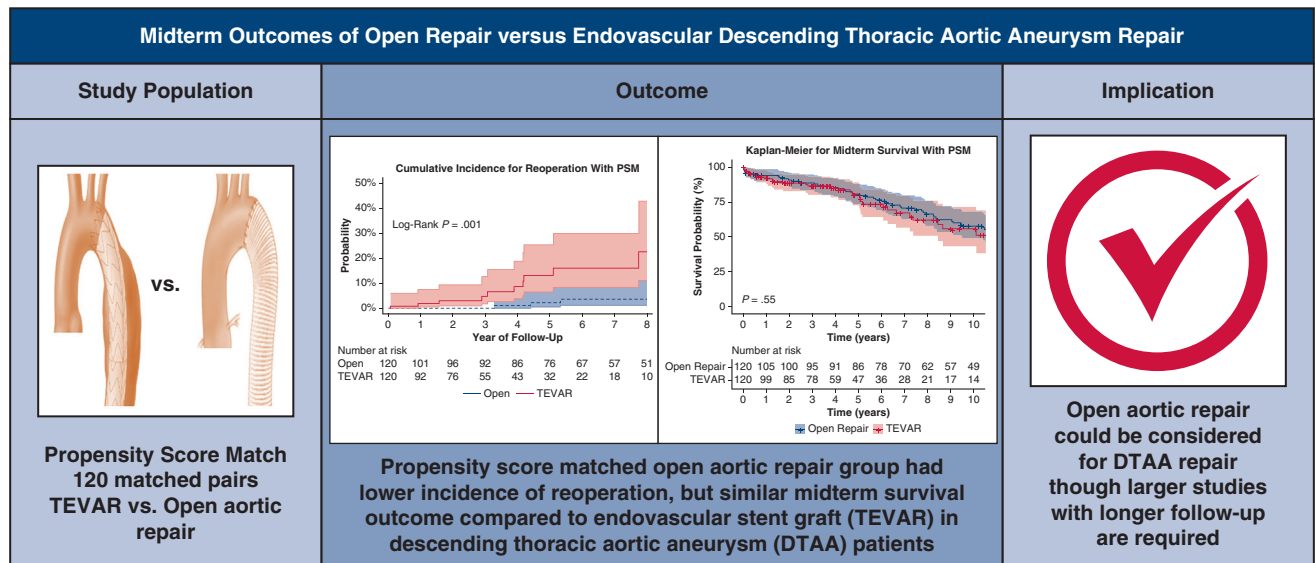 Midterm Outcomes of Open Repair versus Endovascular Descending Thoracic Aortic Aneurysm Repair
Study Population
vs.
Propensity Score Match
120 matched pairs
TEVAR vs. Open aortic
repair
Outcome
Cumulative Incidence for Reoperation With PSM
50%
40%
30%
20%
10%
0%
Probability
Log-Rank P = .001
0 1 2 3 4 5 6 7 8
Year of Follow-Up
Number at risk
Open 120 101 96 92 86 76 67 57 51
TEVAR 120 92 76 55 43 32 22 18 10
Open TEVAR
Kaplan-Meier for Midterm Survival With PSM
100
75
50
25
0
Survival Probability (%)
P = .55
0 1 2 3 4 5 6 7 8 9 10
Time (years)
Number at risk
Open Repair 120 105 100 95 91 86 78 70 62 57 49
TEVAR 120 99 85 78 59 47 36 28 21 17 14
0 1 2 3 4 5 6 7 8 9 10
Time (years)
Open Repair TEVAR
Propensity score matched open aortic repair group had
lower incidence of reoperation, but similar midterm survival
outcome compared to endovascular stent graft (TEVAR) in
descending thoracic aortic aneurysm (DTAA) patients
Implication
Open aortic repair
could be considered
for DTAA repair
though larger studies
with longer follow-up
are required